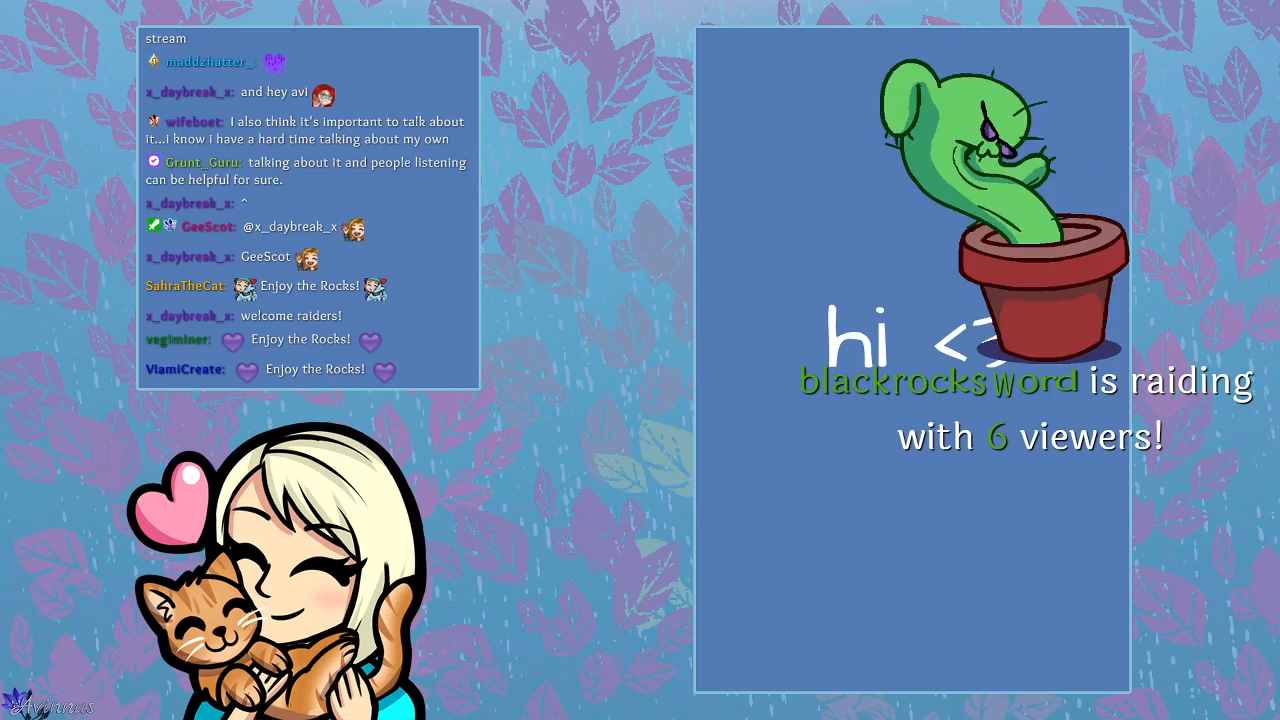 stream
maddzhatter_:
x_daybreak_x: and hey avi
wifeboet: I also think it's important to talk about
it...i know i have a hard time talking about my own
Grunt_Guru: talking about it and people listening
can be helpful for sure.
x_daybreak_x: ^
GeeScot: @x_daybreak_x
x_daybreak_x: GeeScot
SahraTheCat: Enjoy the Rocks!
x_daybreak_x: welcome raiders!
vegiminer: Enjoy the Rocks!
ViamiCreate: Enjoy the Rocks!
hi <3
blackrocksword is raiding
with 6 viewers!
Avinnus